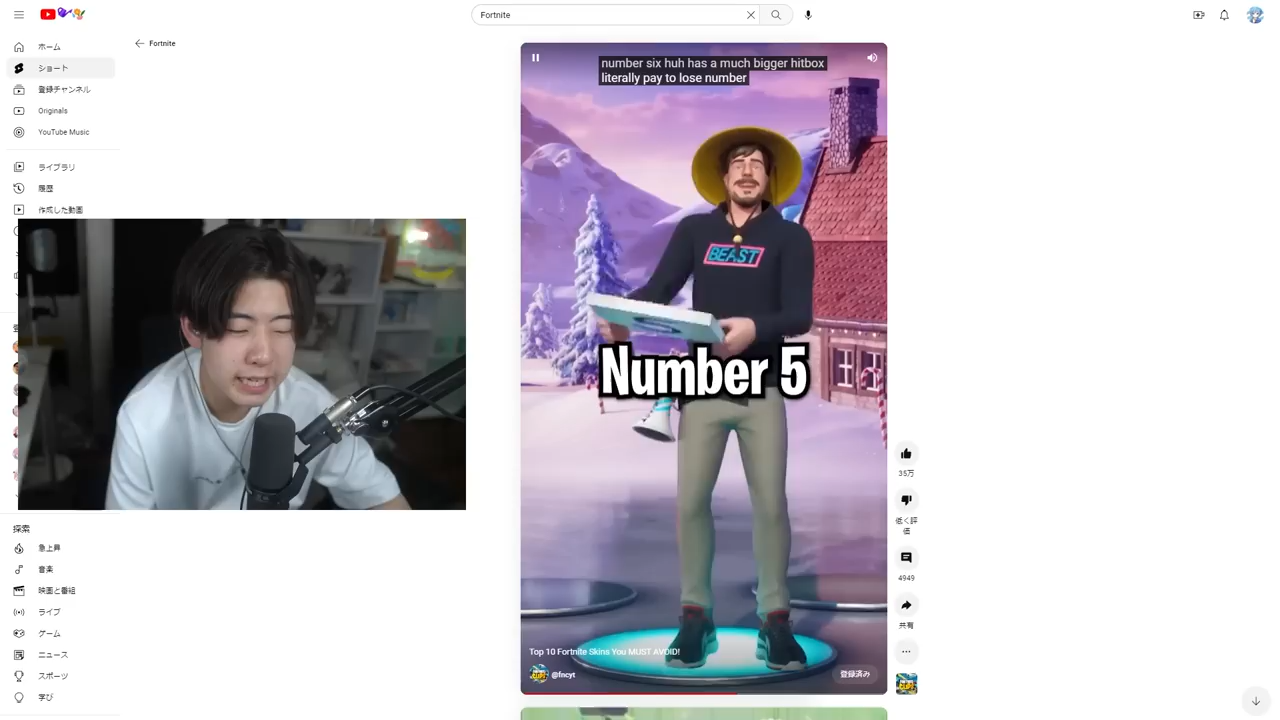 Fortnite
ホーム
Fortnite
ショート
登録チャンネル
Originals
YouTube Music
ライブラリ
履歴
作成した動画
探索
急上昇
音楽
映画と番組
ライブ
ゲーム
ニュース
スポーツ
学び
number six huh has a much bigger hitbox
literally pay to lose number
BEAST
Number 5
Top 10 Fortnite Skins You MUST AVOID!
@fncyt
登録済み
35万
低く評
価
4949
共有